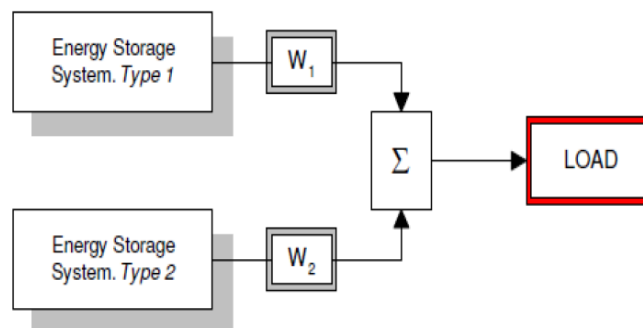 Energy Storage
System. Type 1
W1
Σ
LOAD
Energy Storage
System. Type 2
W2